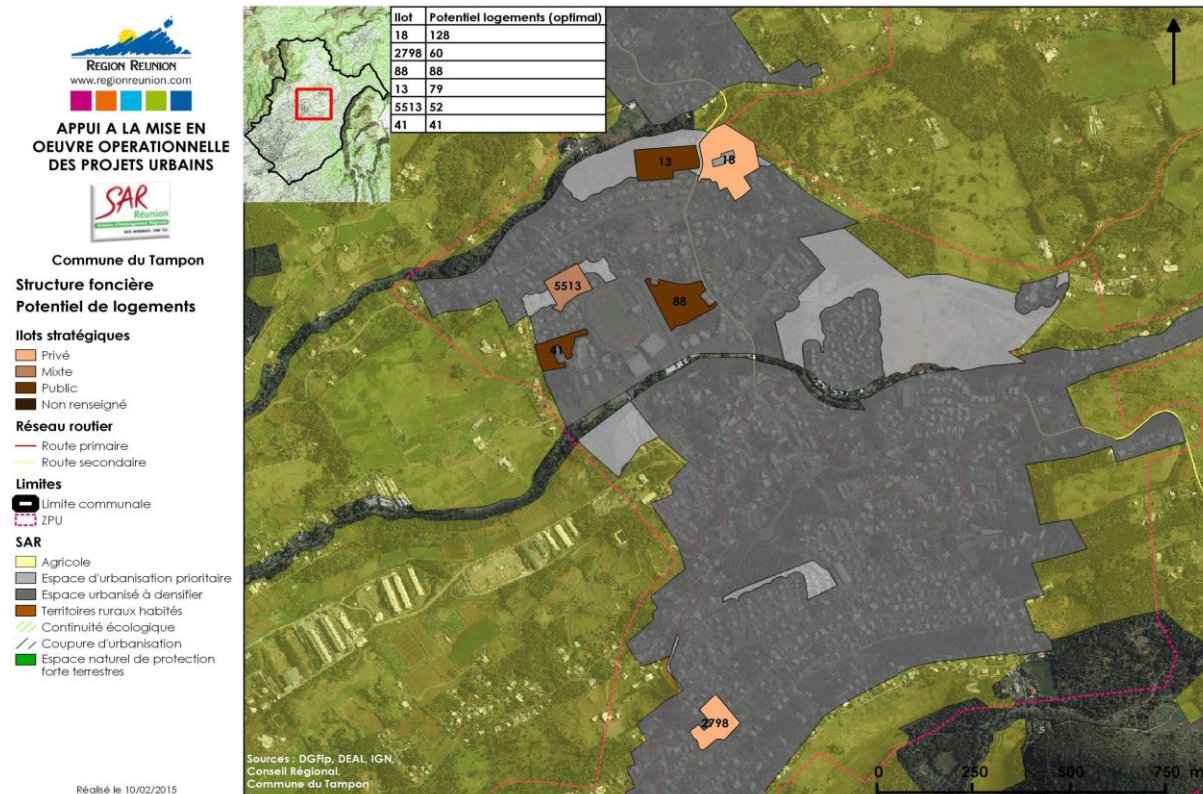 REGION REUNION
www.regionreunion.com
APPUI A LA MISE EN
OEUVRE OPERATIONNELLE
DES PROJETS URBAINS
SAR
Réunion
Commune du Tampon
Structure foncière
Potentiel de logements
Ilots stratégiques
Privé
Mixte
Public
Non renseigné
Réseau routier
Route primaire
Route secondaire
Limites
Limite communale
ZPU
SAR
Agricole
Espace d'urbanisation prioritaire
Espace urbanisé à densifier
Territoires ruraux habités
Continuité écologique
Coupure d'urbanisation
Espace naturel de protection
forte terrestres
Réalisé le 10/02/2015
Ilot Potentiel logements (optimal)
18 128
2798 60
88 88
13 79
5513 52
41 41
13
18
5513
88
41
2798
Sources : DGFip, DEAL, IGN,
Conseil Régional,
Commune du Tampon
0 250 500 750 m